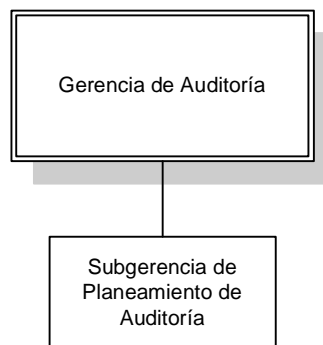 Gerencia de Auditoría
Subgerencia de
Planeamiento de
Auditoría